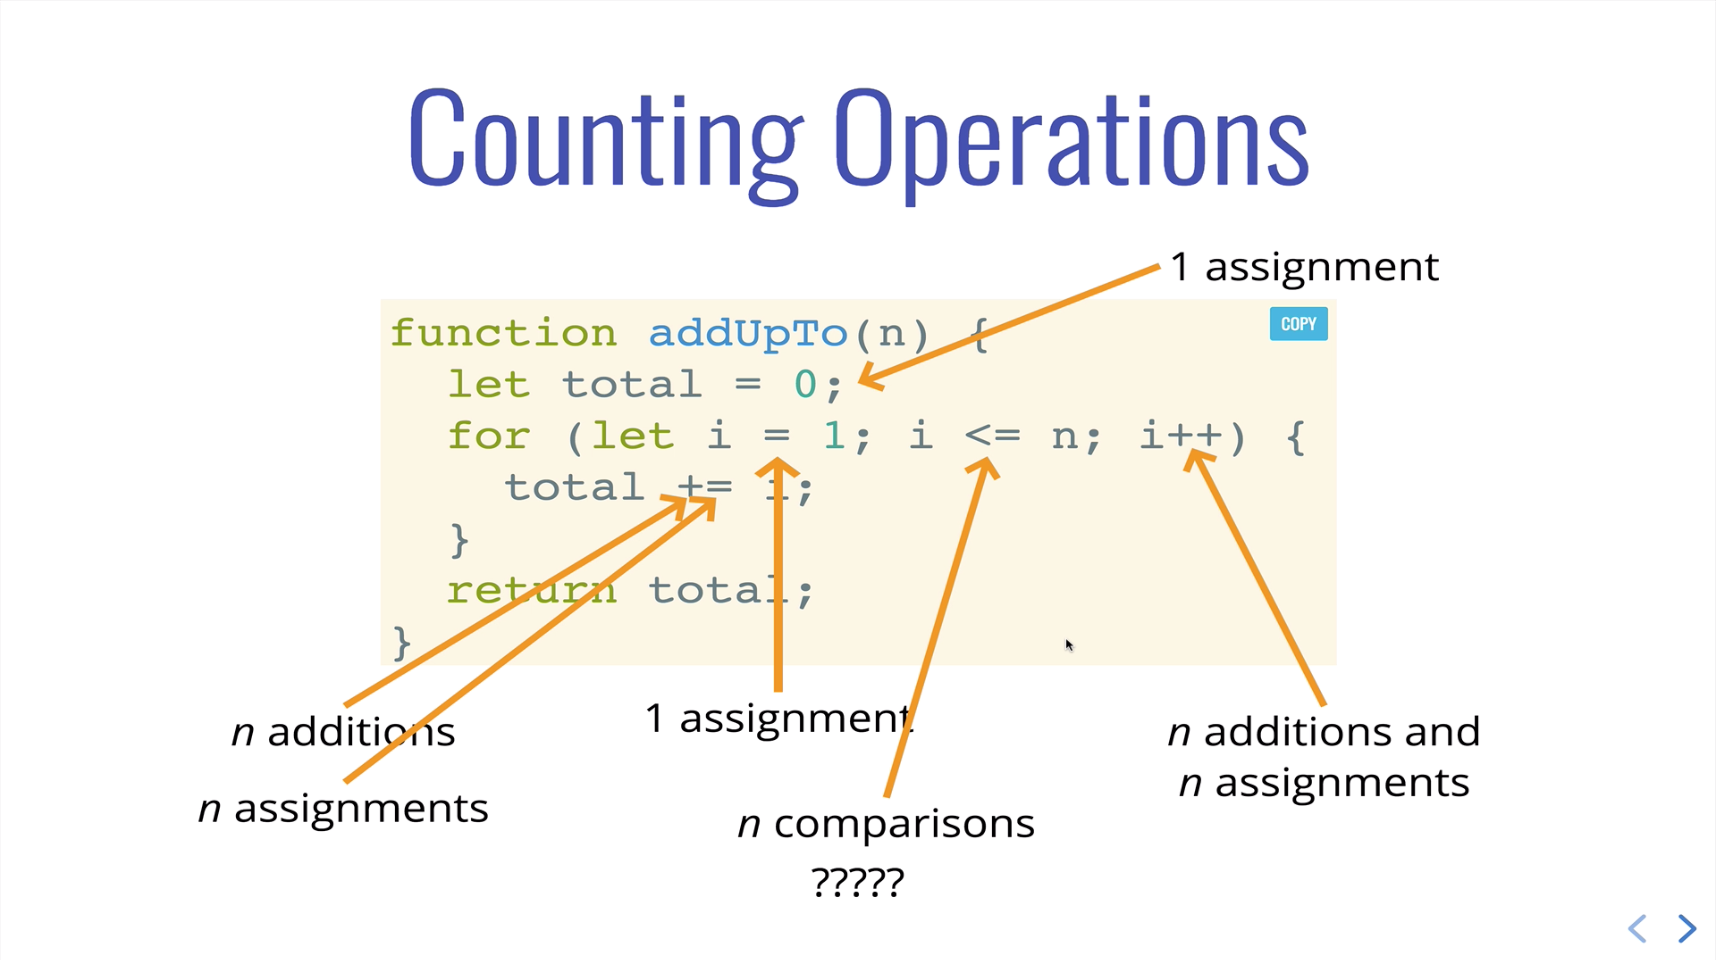 Counting Operations
1 assignment
COPY
function addUpTo(n) {
let total = 0;
for (let i = 1; i <= n; i++) {
total += i;
}
return total;
}
n additions
n assignments
1 assignment
n comparisons
?????
n additions and
n assignments